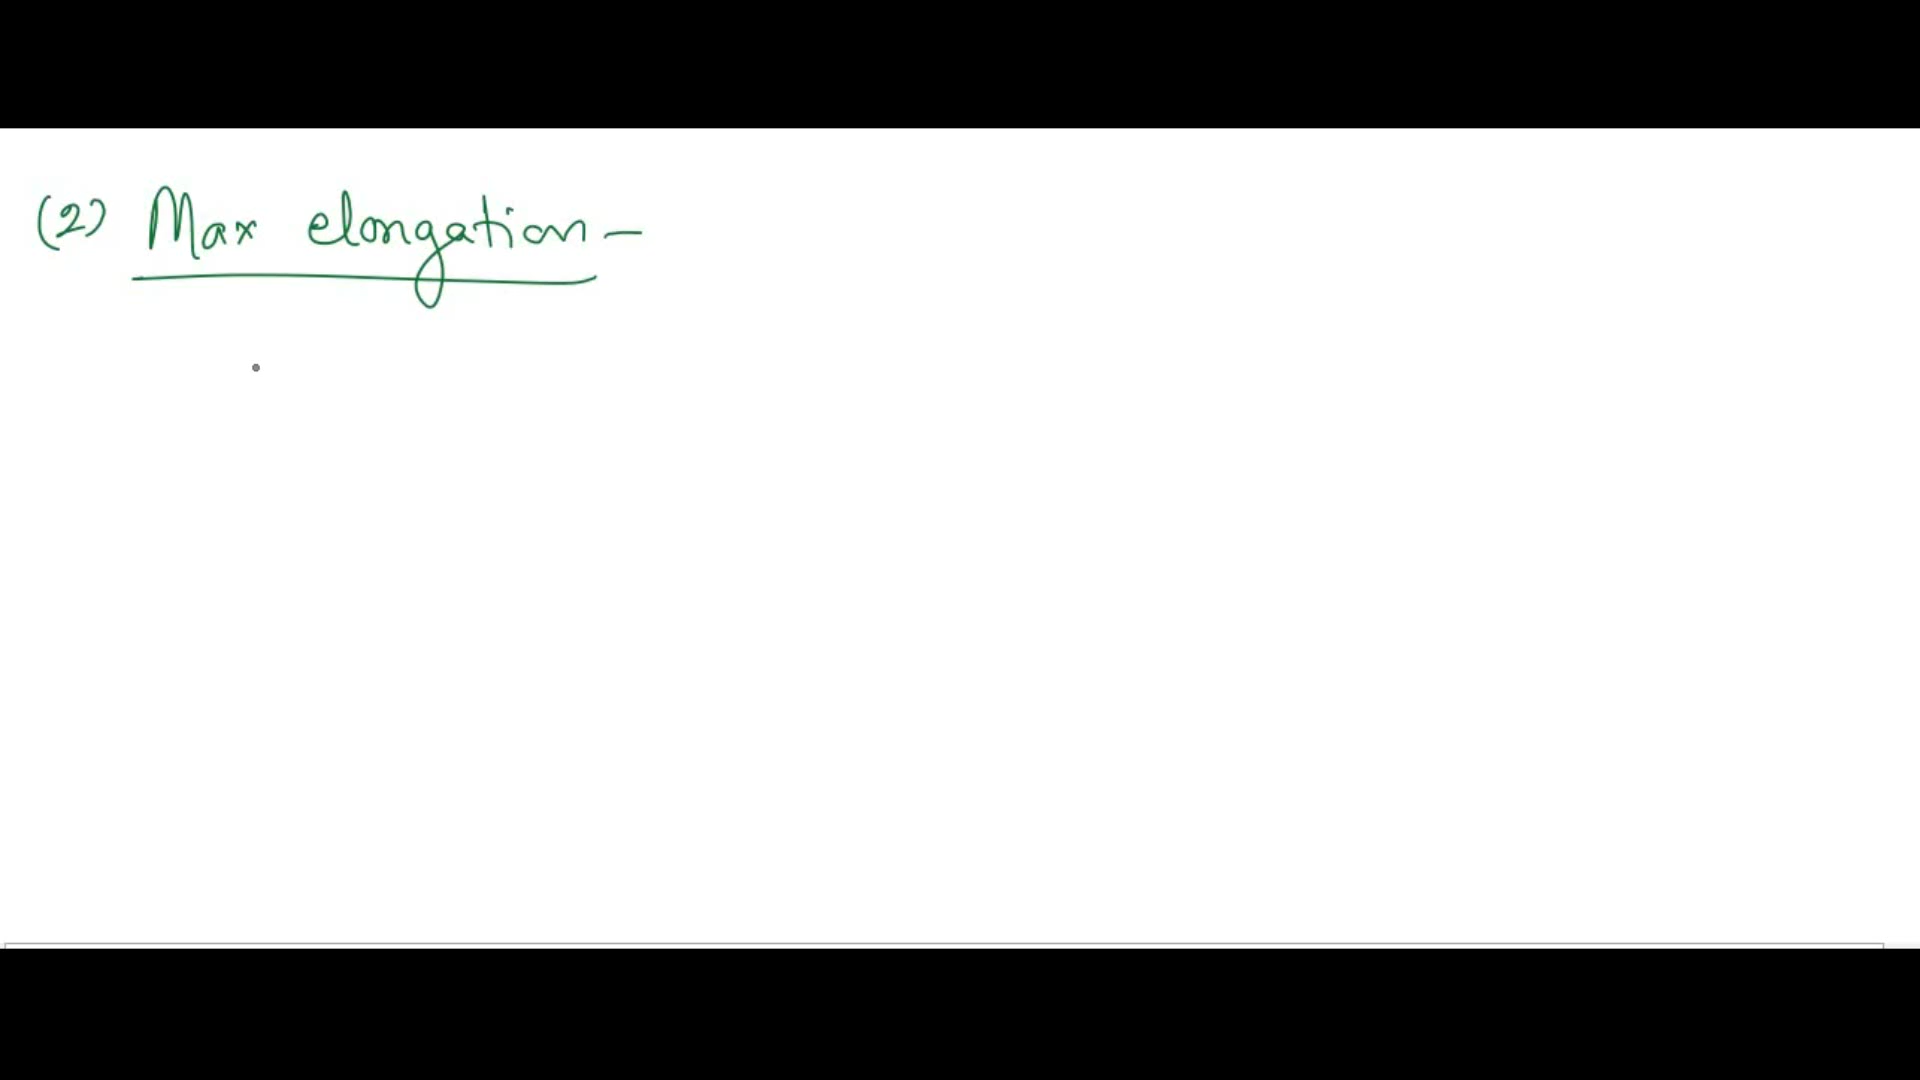 (2) Max elongation –